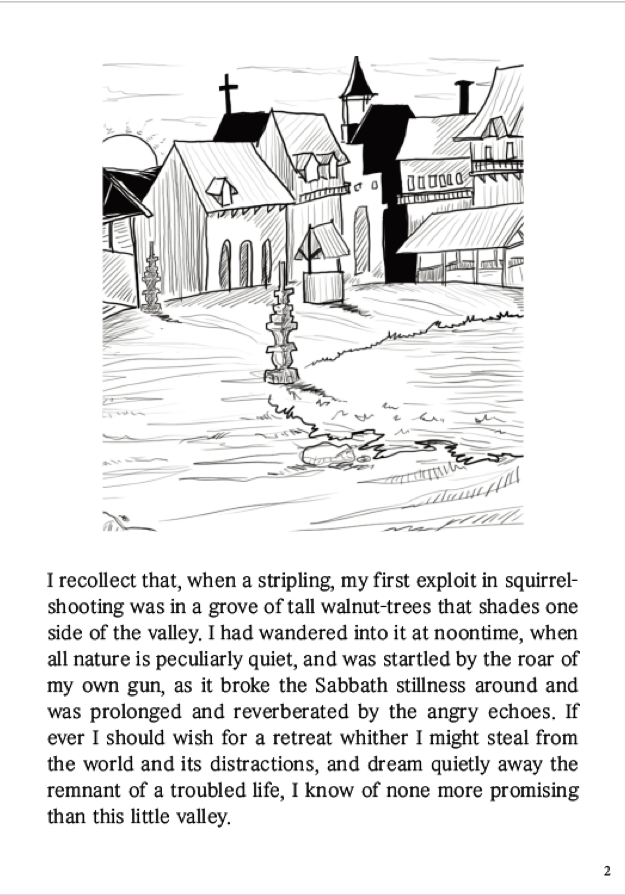 I recollect that, when a stripling, my first exploit in squirrel-
shooting was in a grove of tall walnut-trees that shades one
side of the valley. I had wandered into it at noontime, when
all nature is peculiarly quiet, and was startled by the roar of
my own gun, as it broke the Sabbath stillness around and
was prolonged and reverberated by the angry echoes. If
ever I should wish for a retreat whither I might steal from
the world and its distractions, and dream quietly away the
remnant of a troubled life, I know of none more promising
than this little valley.
2